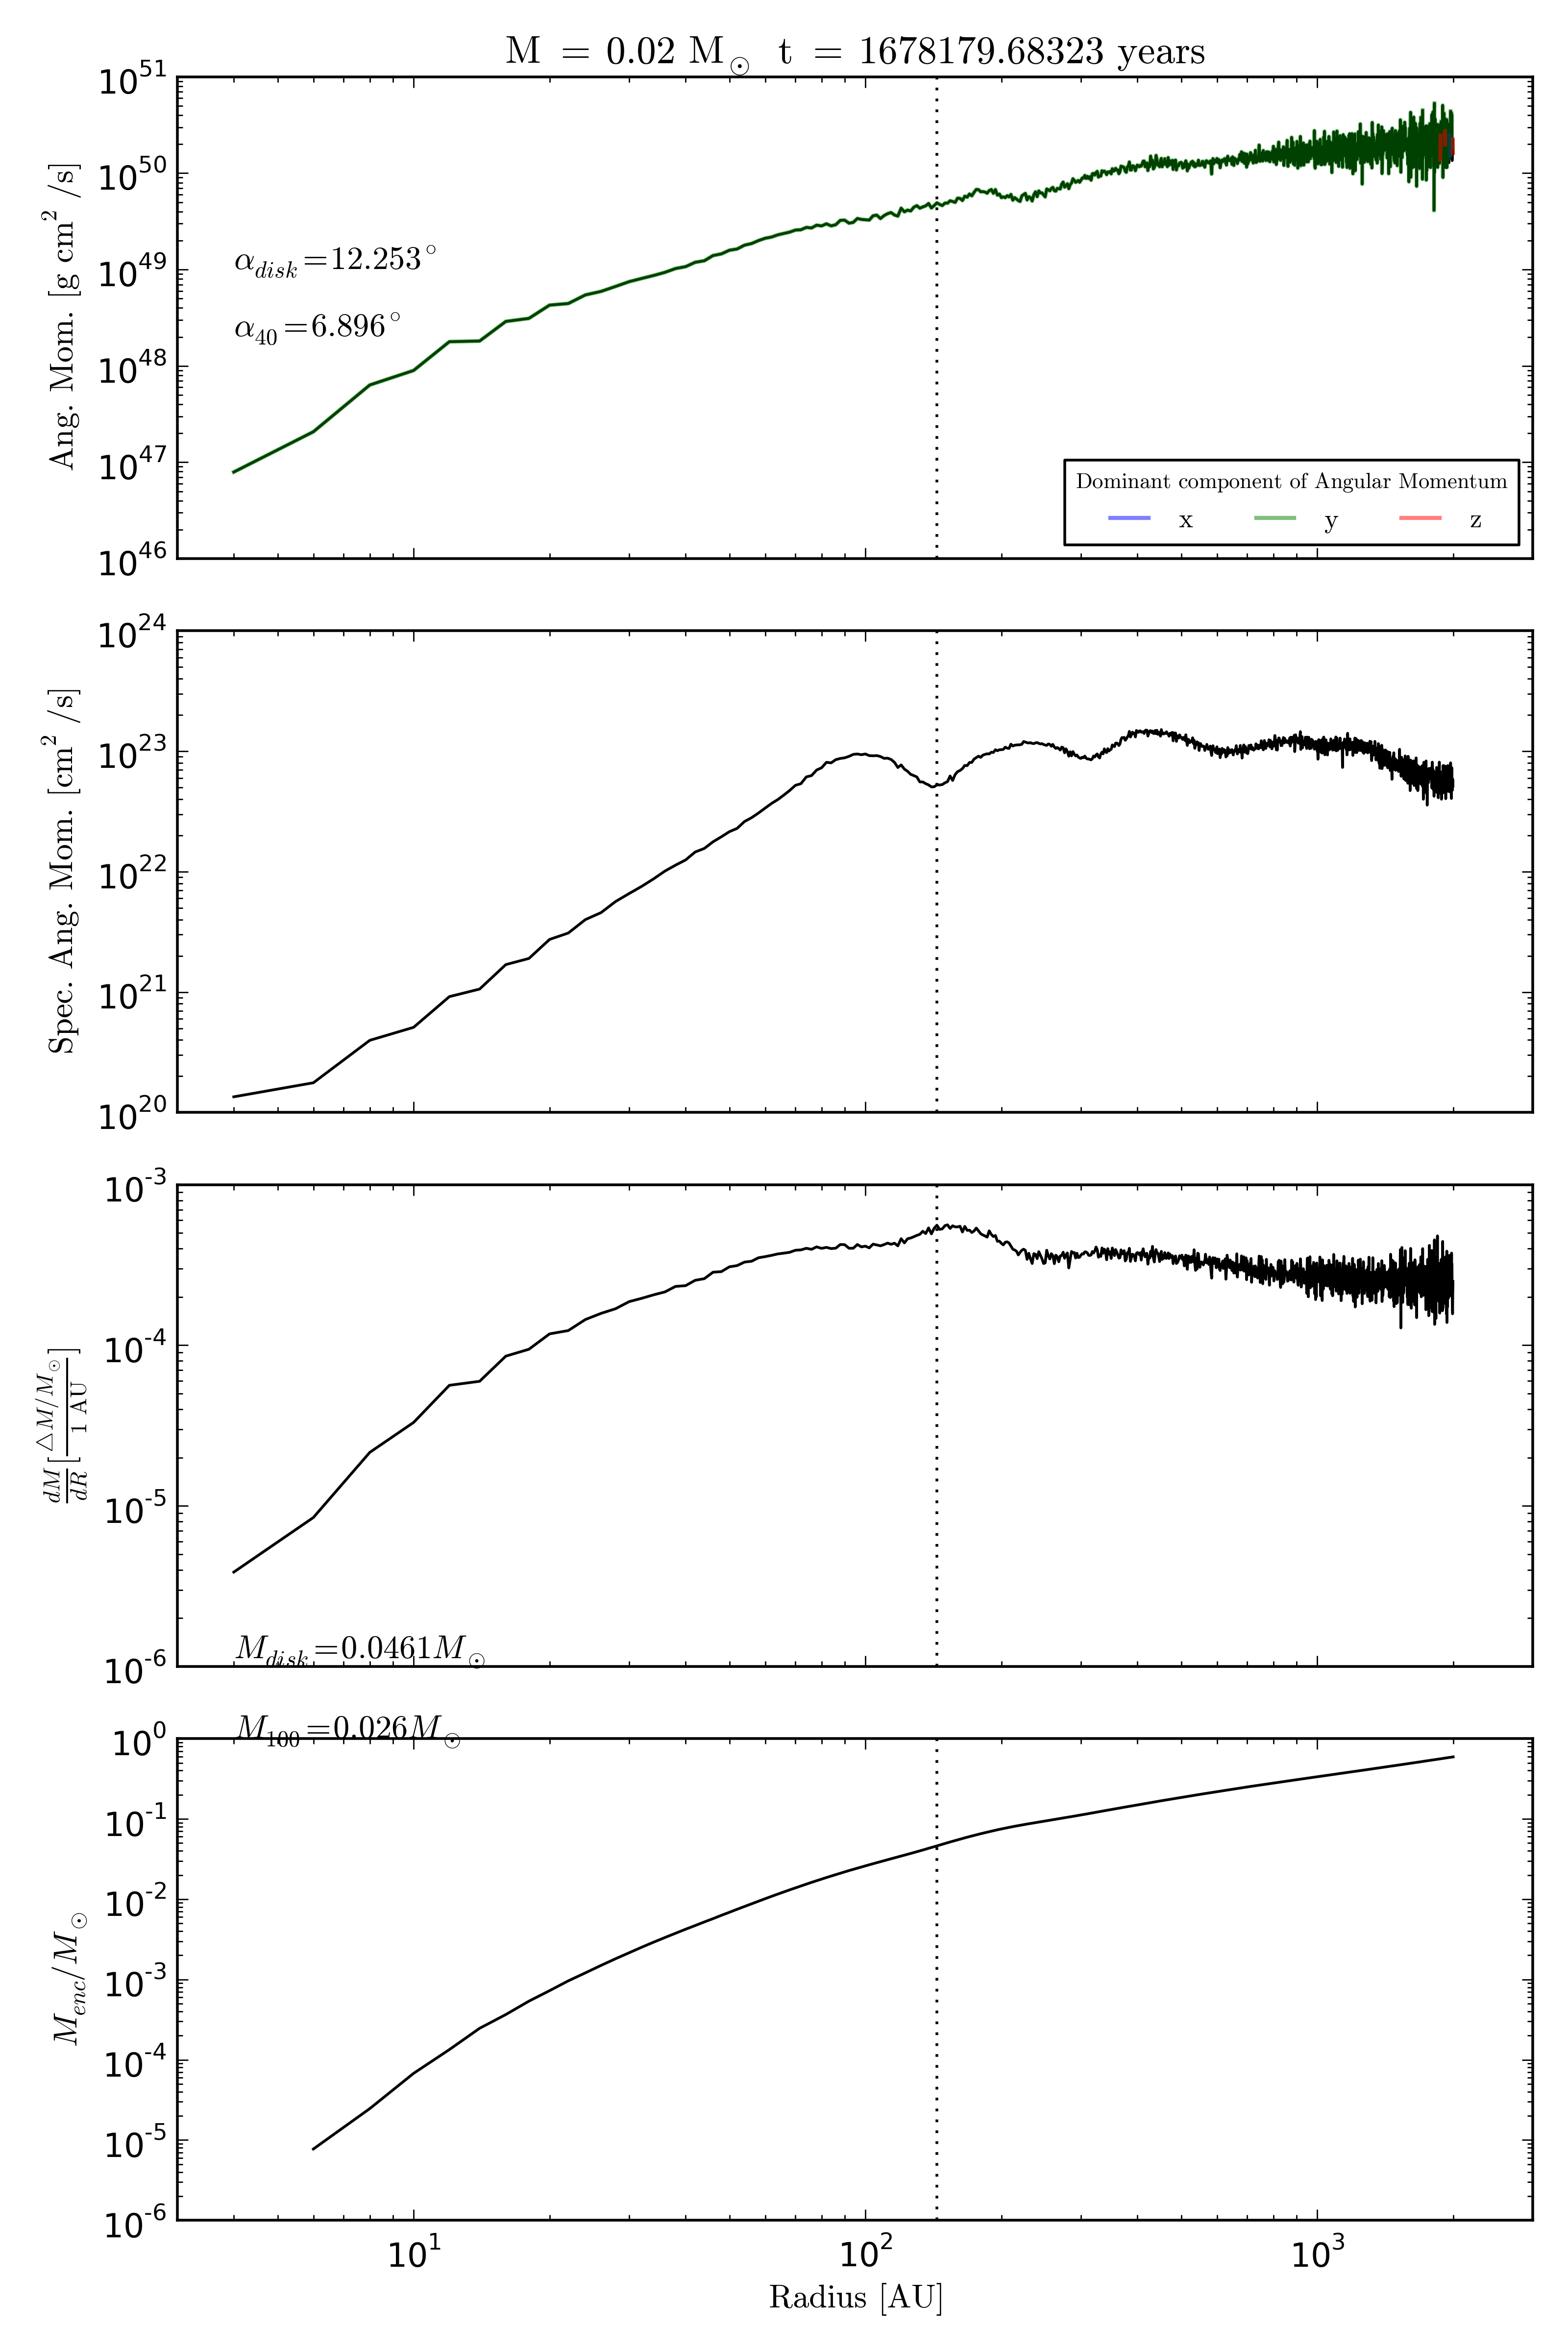 M = 0.02 M⊙ t = 1678179.68323 years
10^51
10^50
10^49
10^48
10^47
10^46
Ang. Mom. [g cm^2 /s]
α_disk=12.253°
α_40=6.896°
Dominant component of Angular Momentum
x y z
10^24
10^23
10^22
10^21
10^20
Spec. Ang. Mom. [cm^2 /s]
10^-3
10^-4
10^-5
10^-6
dM/dR [△M/M⊙ / 1 AU]
M_disk=0.0461M⊙
M_100=0.026M⊙
10^0
10^-1
10^-2
10^-3
10^-4
10^-5
10^-6
M_enc/M⊙
10^1 10^2 10^3
Radius [AU]